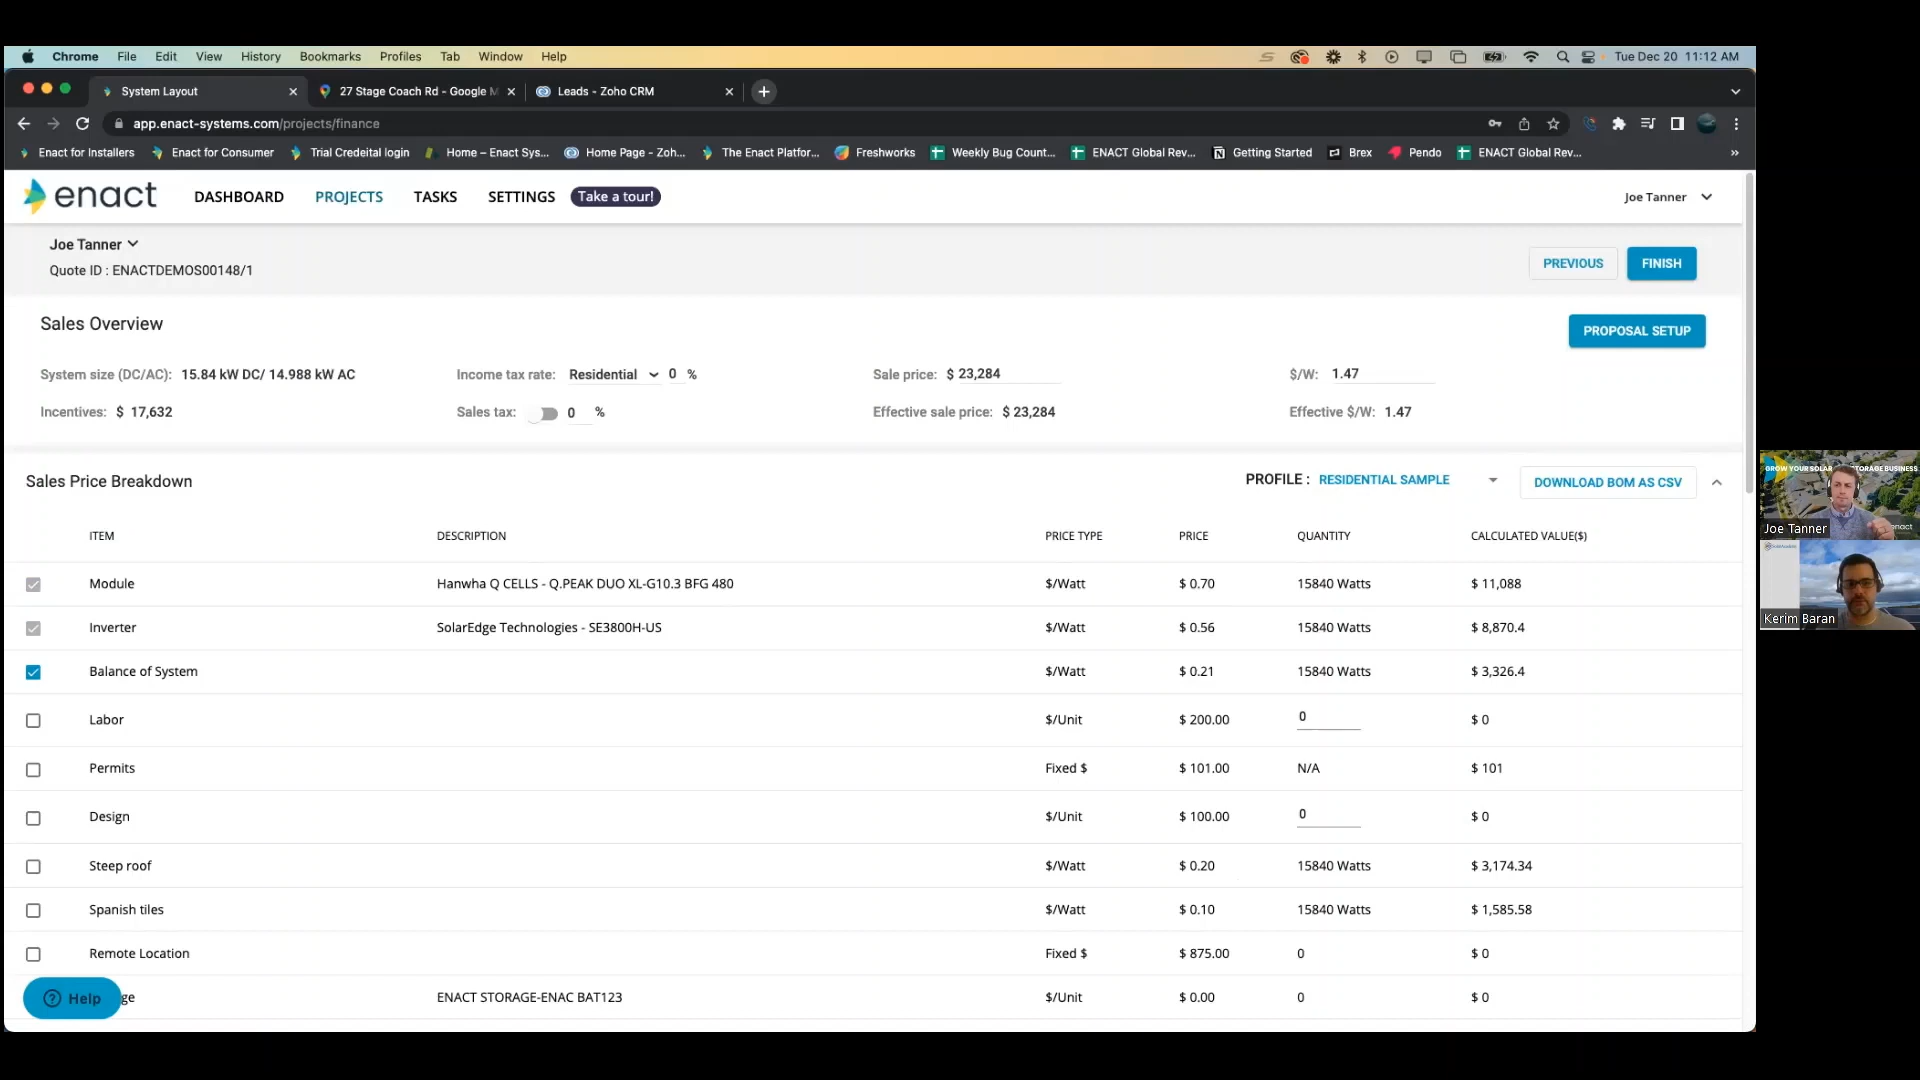 Chrome File Edit View History Bookmarks Profiles Tab Window Help Tue Dec 20 11:12 AM
System Layout 27 Stage Coach Rd - Google M Leads - Zoho CRM
app.enact-systems.com/projects/finance
Enact for Installers Enact for Consumer Trial Credeital login Home – Enact Sys... Home Page - Zoh... The Enact Platfor... Freshworks Weekly Bug Count... ENACT Global Rev... Getting Started Brex Pendo ENACT Global Rev... »
enact DASHBOARD PROJECTS TASKS SETTINGS Take a tour! Joe Tanner
Joe Tanner
Quote ID : ENACTDEMOS00148/1
PREVIOUS FINISH
Sales Overview
PROPOSAL SETUP
System size (DC/AC): 15.84 kW DC/ 14.988 kW AC Income tax rate: Residential 0 % Sale price: $ 23,284 $/W: 1.47
Incentives: $ 17,632 Sales tax: 0 % Effective sale price: $ 23,284 Effective $/W: 1.47
Sales Price Breakdown PROFILE : RESIDENTIAL SAMPLE DOWNLOAD BOM AS CSV
ITEM DESCRIPTION PRICE TYPE PRICE QUANTITY CALCULATED VALUE($)
Module Hanwha Q CELLS - Q.PEAK DUO XL-G10.3 BFG 480 $/Watt $ 0.70 15840 Watts $ 11,088
Inverter SolarEdge Technologies - SE3800H-US $/Watt $ 0.56 15840 Watts $ 8,870.4
Balance of System $/Watt $ 0.21 15840 Watts $ 3,326.4
Labor $/Unit $ 200.00 0 $ 0
Permits Fixed $ $ 101.00 N/A $ 101
Design $/Unit $ 100.00 0 $ 0
Steep roof $/Watt $ 0.20 15840 Watts $ 3,174.34
Spanish tiles $/Watt $ 0.10 15840 Watts $ 1,585.58
Remote Location Fixed $ $ 875.00 0 $ 0
Help ge ENACT STORAGE-ENAC BAT123 $/Unit $ 0.00 0 $ 0
GROW YOUR SOLAR STORAGE BUSINESS
Joe Tanner enact
Kerim Baran